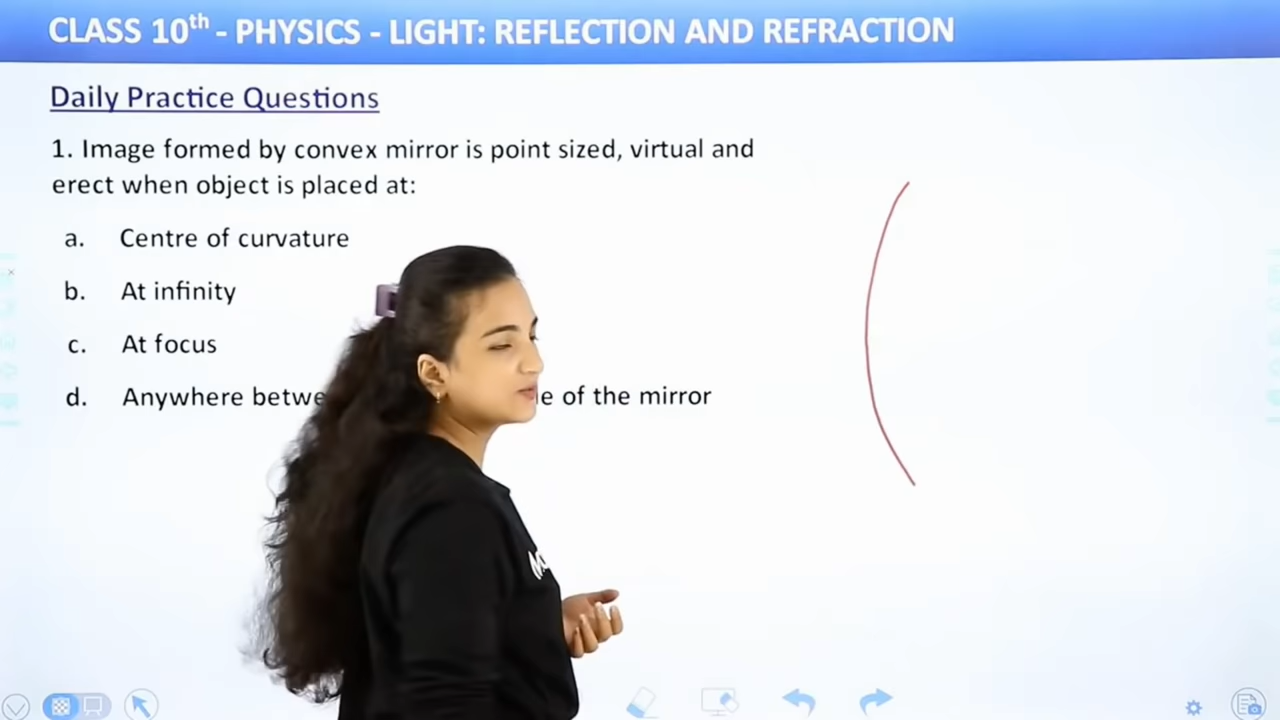 CLASS 10th - PHYSICS - LIGHT: REFLECTION AND REFRACTION
Daily Practice Questions
1. Image formed by convex mirror is point sized, virtual and
erect when object is placed at:
a. Centre of curvature
b. At infinity
c. At focus
d. Anywhere of the mirror